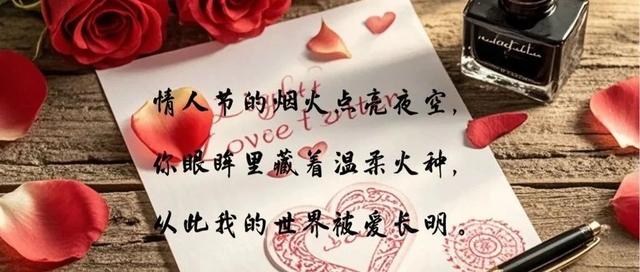 情人节的烟火点亮夜空，
你眼眸里藏着温柔火种，
从此我的世界被爱长明。